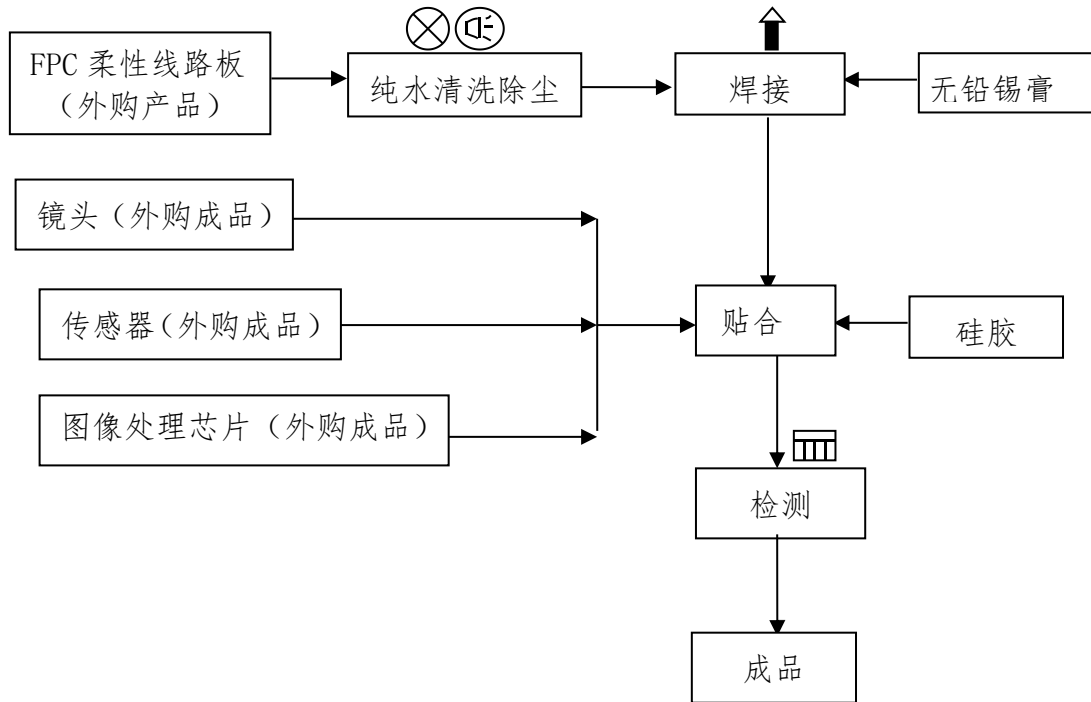 FPC 柔性线路板
（外购产品）
纯水清洗除尘
焊接
无铅锡膏
镜头（外购成品）
传感器（外购成品）
贴合
硅胶
图像处理芯片（外购成品）
检测
成品